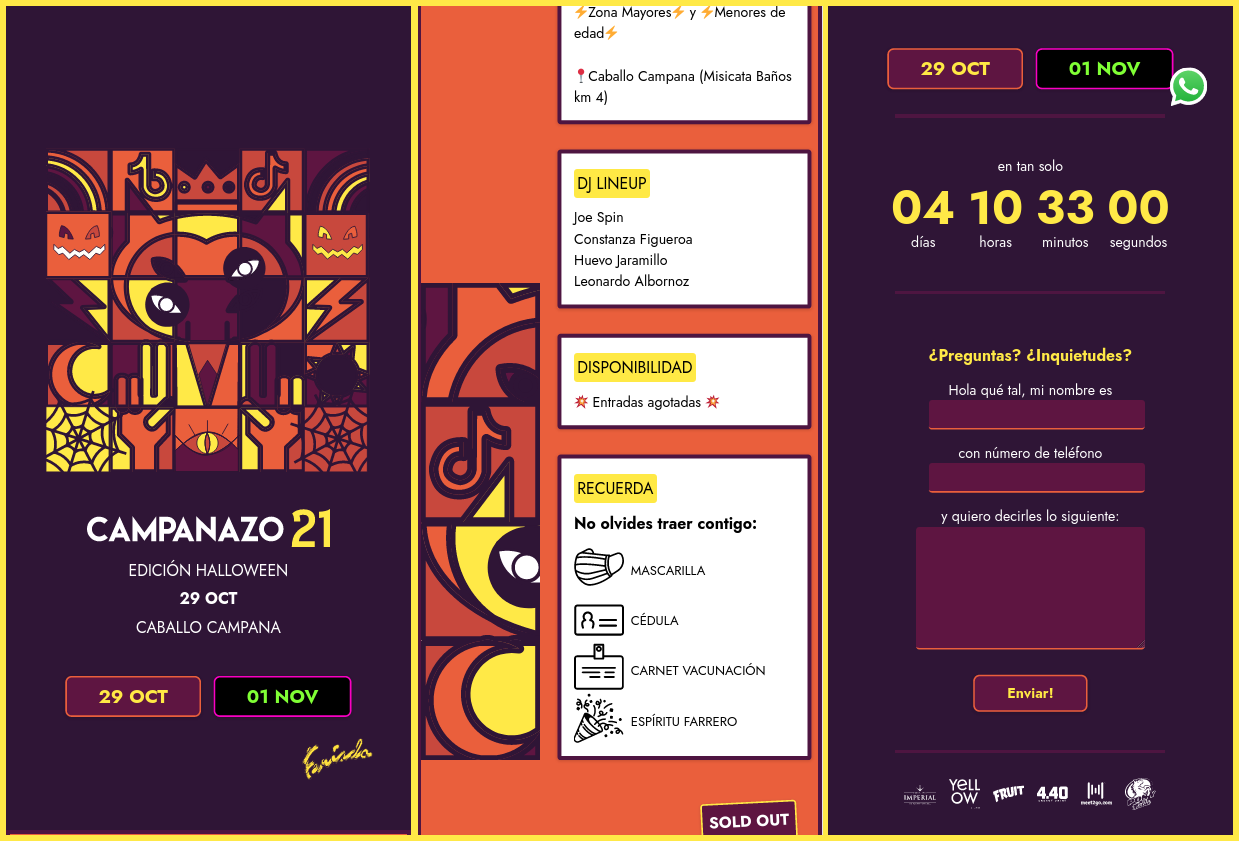 CAMPANAZO 21
EDICIÓN HALLOWEEN
29 OCT
CABALLO CAMPANA
29 OCT
01 NOV
Feriado
⚡Zona Mayores⚡ y ⚡Menores de
edad⚡
📍Caballo Campana (Misicata Baños
km 4)
DJ LINEUP
Joe Spin
Constanza Figueroa
Huevo Jaramillo
Leonardo Albornoz
DISPONIBILIDAD
💥 Entradas agotadas 💥
RECUERDA
No olvides traer contigo:
MASCARILLA
CÉDULA
CARNET VACUNACIÓN
ESPÍRITU FARRERO
SOLD OUT
29 OCT
01 NOV
en tan solo
04 10 33 00
días horas minutos segundos
¿Preguntas? ¿Inquietudes?
Hola qué tal, mi nombre es
con número de teléfono
y quiero decirles lo siguiente:
Enviar!
IMPERIAL
YELLOW
FRUIT
4.40
meet2go.com